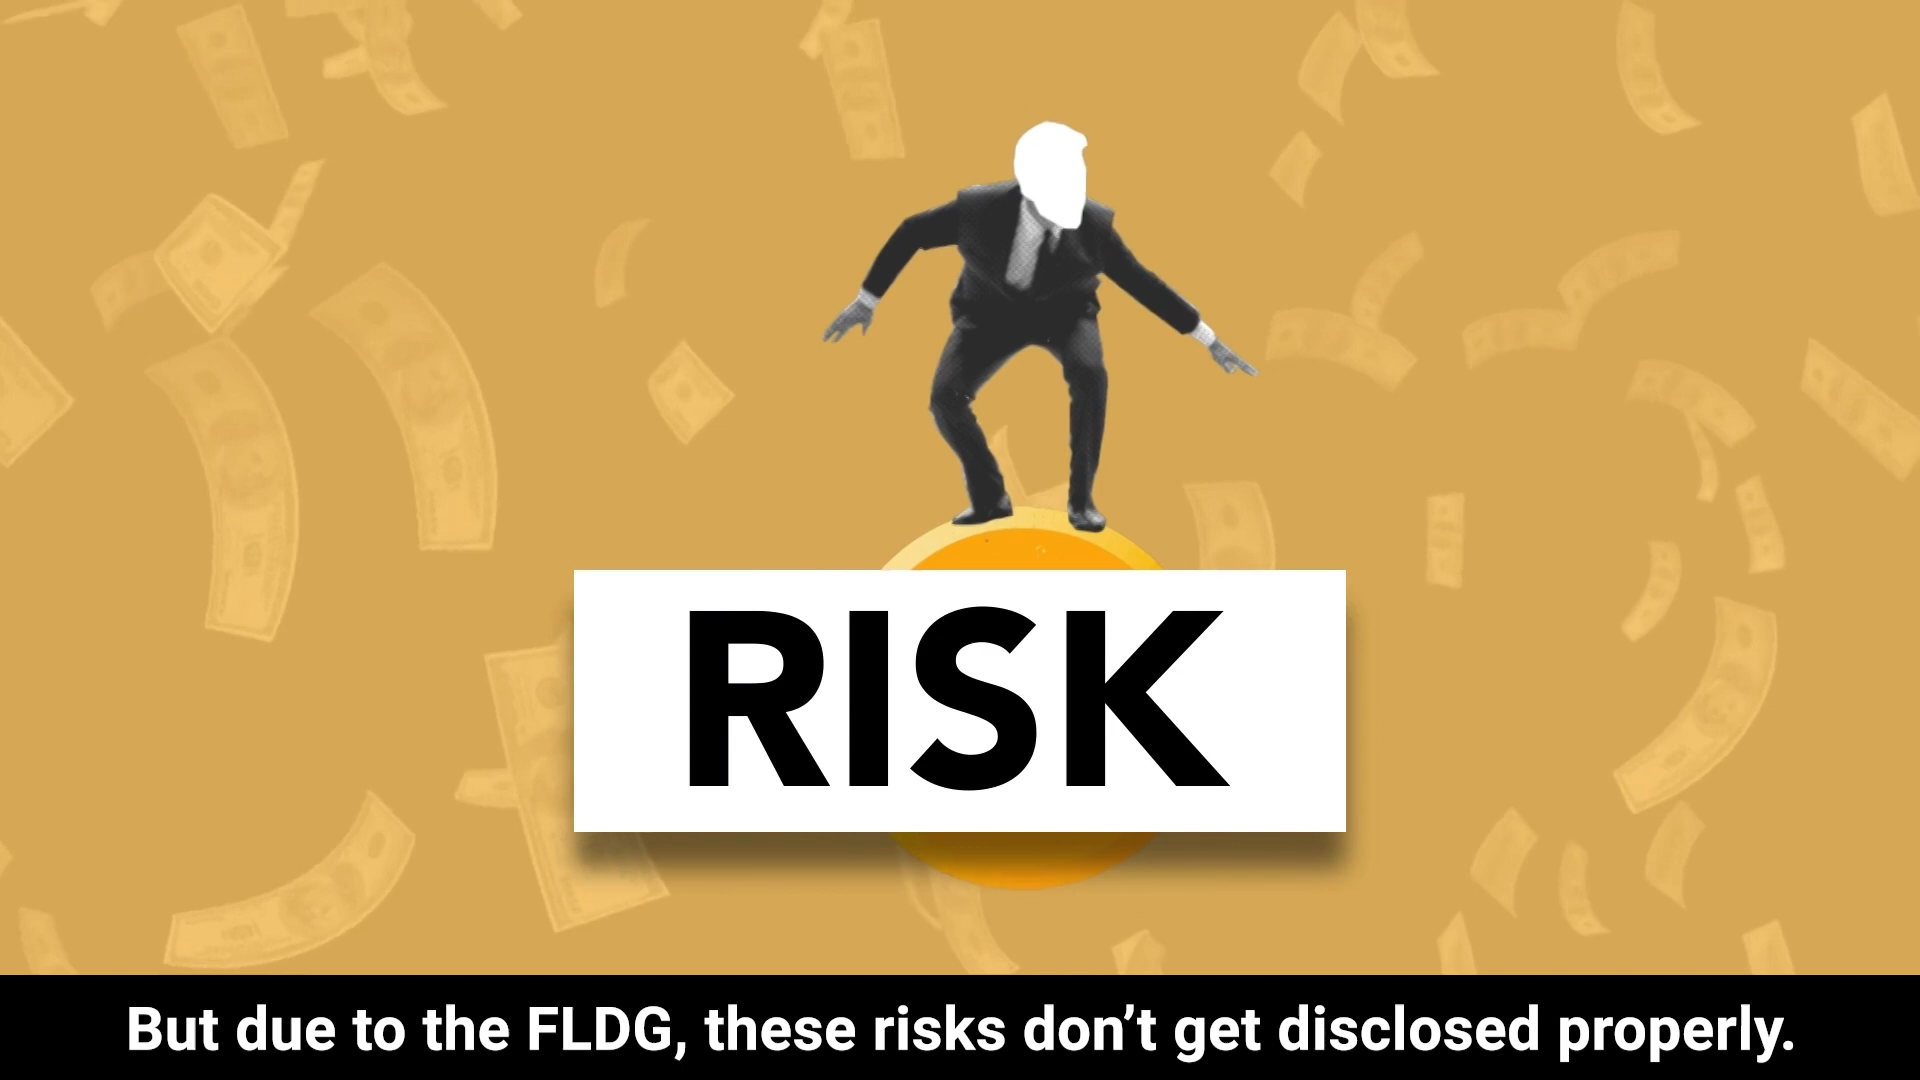 RISK
But due to the FLDG, these risks don’t get disclosed properly.